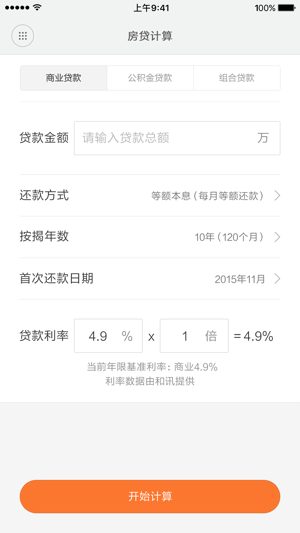 上午9:41 100%
房贷计算
商业贷款 公积金贷款 组合贷款
贷款金额 请输入贷款总额 万
还款方式 等额本息 (每月等额还款)
按揭年数 10年 (120个月)
首次还款日期 2015年11月
贷款利率 4.9 % x 1 倍 = 4.9%
当前年限基准利率: 商业4.9%
利率数据由和讯提供
开始计算